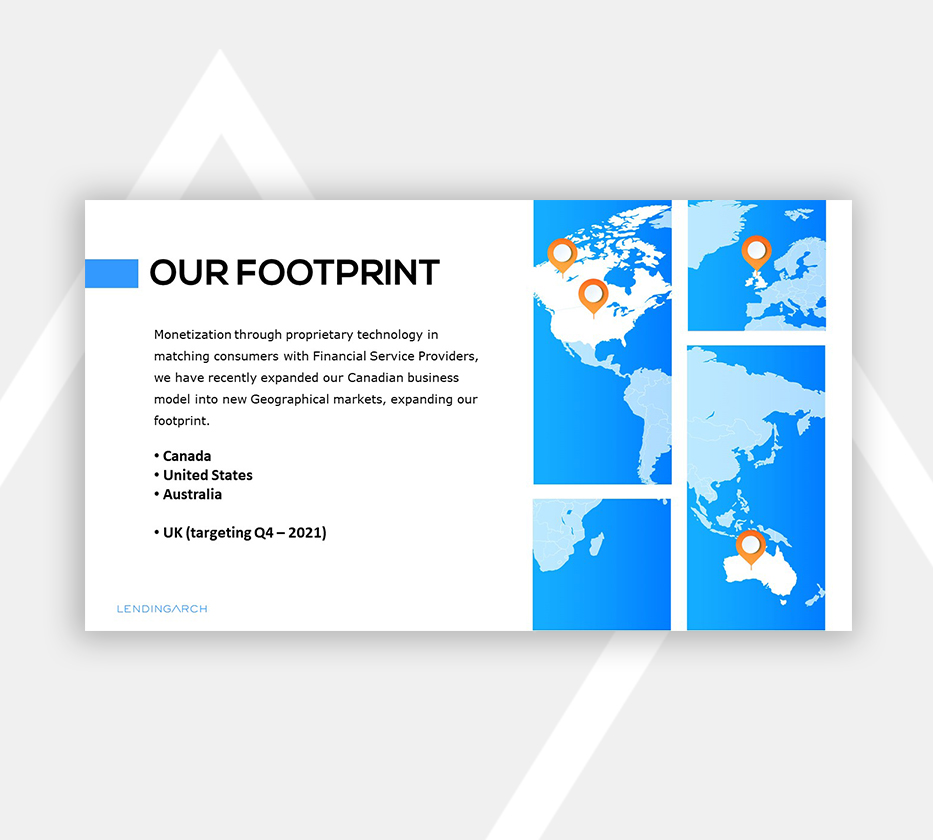 OUR FOOTPRINT
Monetization through proprietary technology in
matching consumers with Financial Service Providers,
we have recently expanded our Canadian business
model into new Geographical markets, expanding our
footprint.
• Canada
• United States
• Australia
• UK (targeting Q4 – 2021)
LENDINGARCH